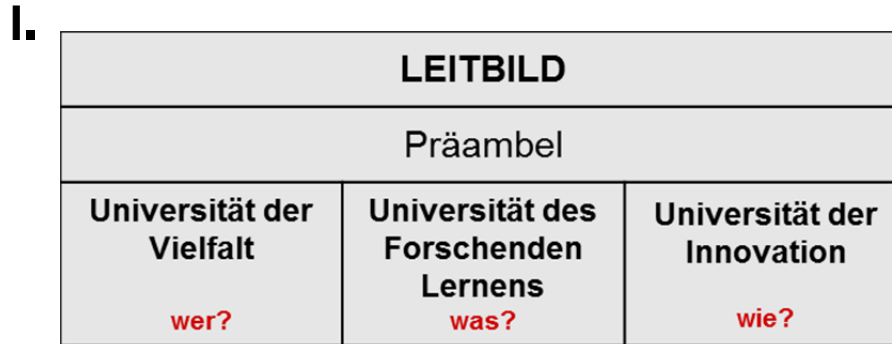 I.
LEITBILD
Präambel
Universität der
Vielfalt
wer?
Universität des
Forschenden
Lernens
was?
Universität der
Innovation
wie?